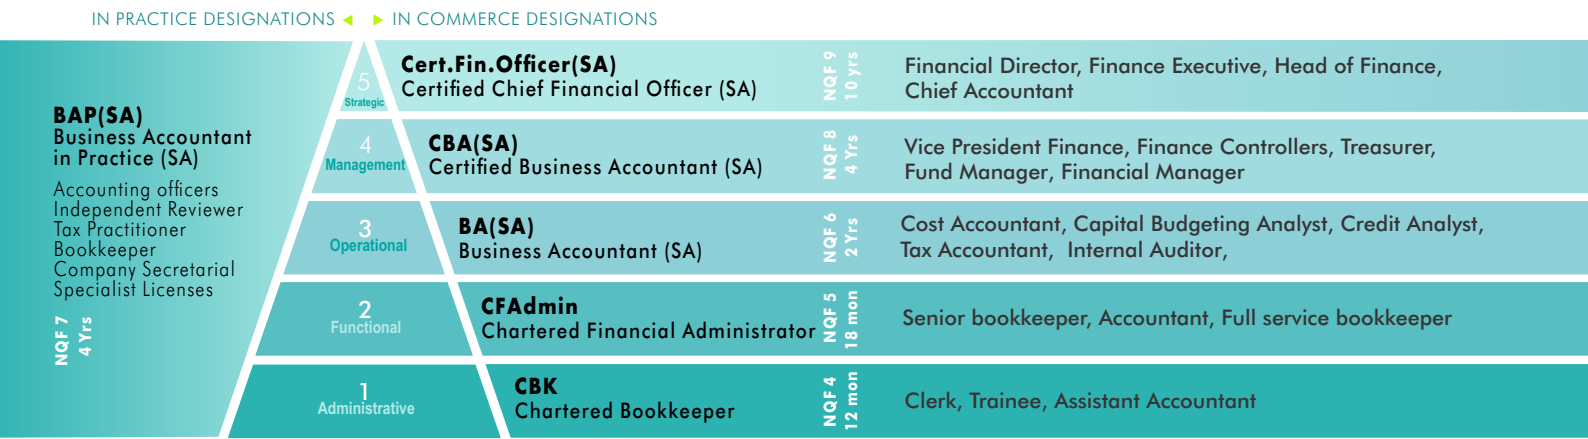 IN PRACTICE DESIGNATIONS IN COMMERCE DESIGNATIONS
BAP(SA)
Business Accountant
in Practice (SA)
Accounting officers
Independent Reviewer
Tax Practitioner
Bookkeeper
Company Secretarial
Specialist Licenses
NQF 7
4 Yrs
5
Strategic
Cert.Fin.Officer(SA)
Certified Chief Financial Officer (SA)
NQF 9
10 yrs
Financial Director, Finance Executive, Head of Finance,
Chief Accountant
4
Management
CBA(SA)
Certified Business Accountant (SA)
NQF 8
4 Yrs
Vice President Finance, Finance Controllers, Treasurer,
Fund Manager, Financial Manager
3
Operational
BA(SA)
Business Accountant (SA)
NQF 6
2 Yrs
Cost Accountant, Capital Budgeting Analyst, Credit Analyst,
Tax Accountant, Internal Auditor,
2
Functional
CFAdmin
Chartered Financial Administrator
NQF 5
18 mon
Senior bookkeeper, Accountant, Full service bookkeeper
1
Administrative
CBK
Chartered Bookkeeper
NQF 4
12 mon
Clerk, Trainee, Assistant Accountant